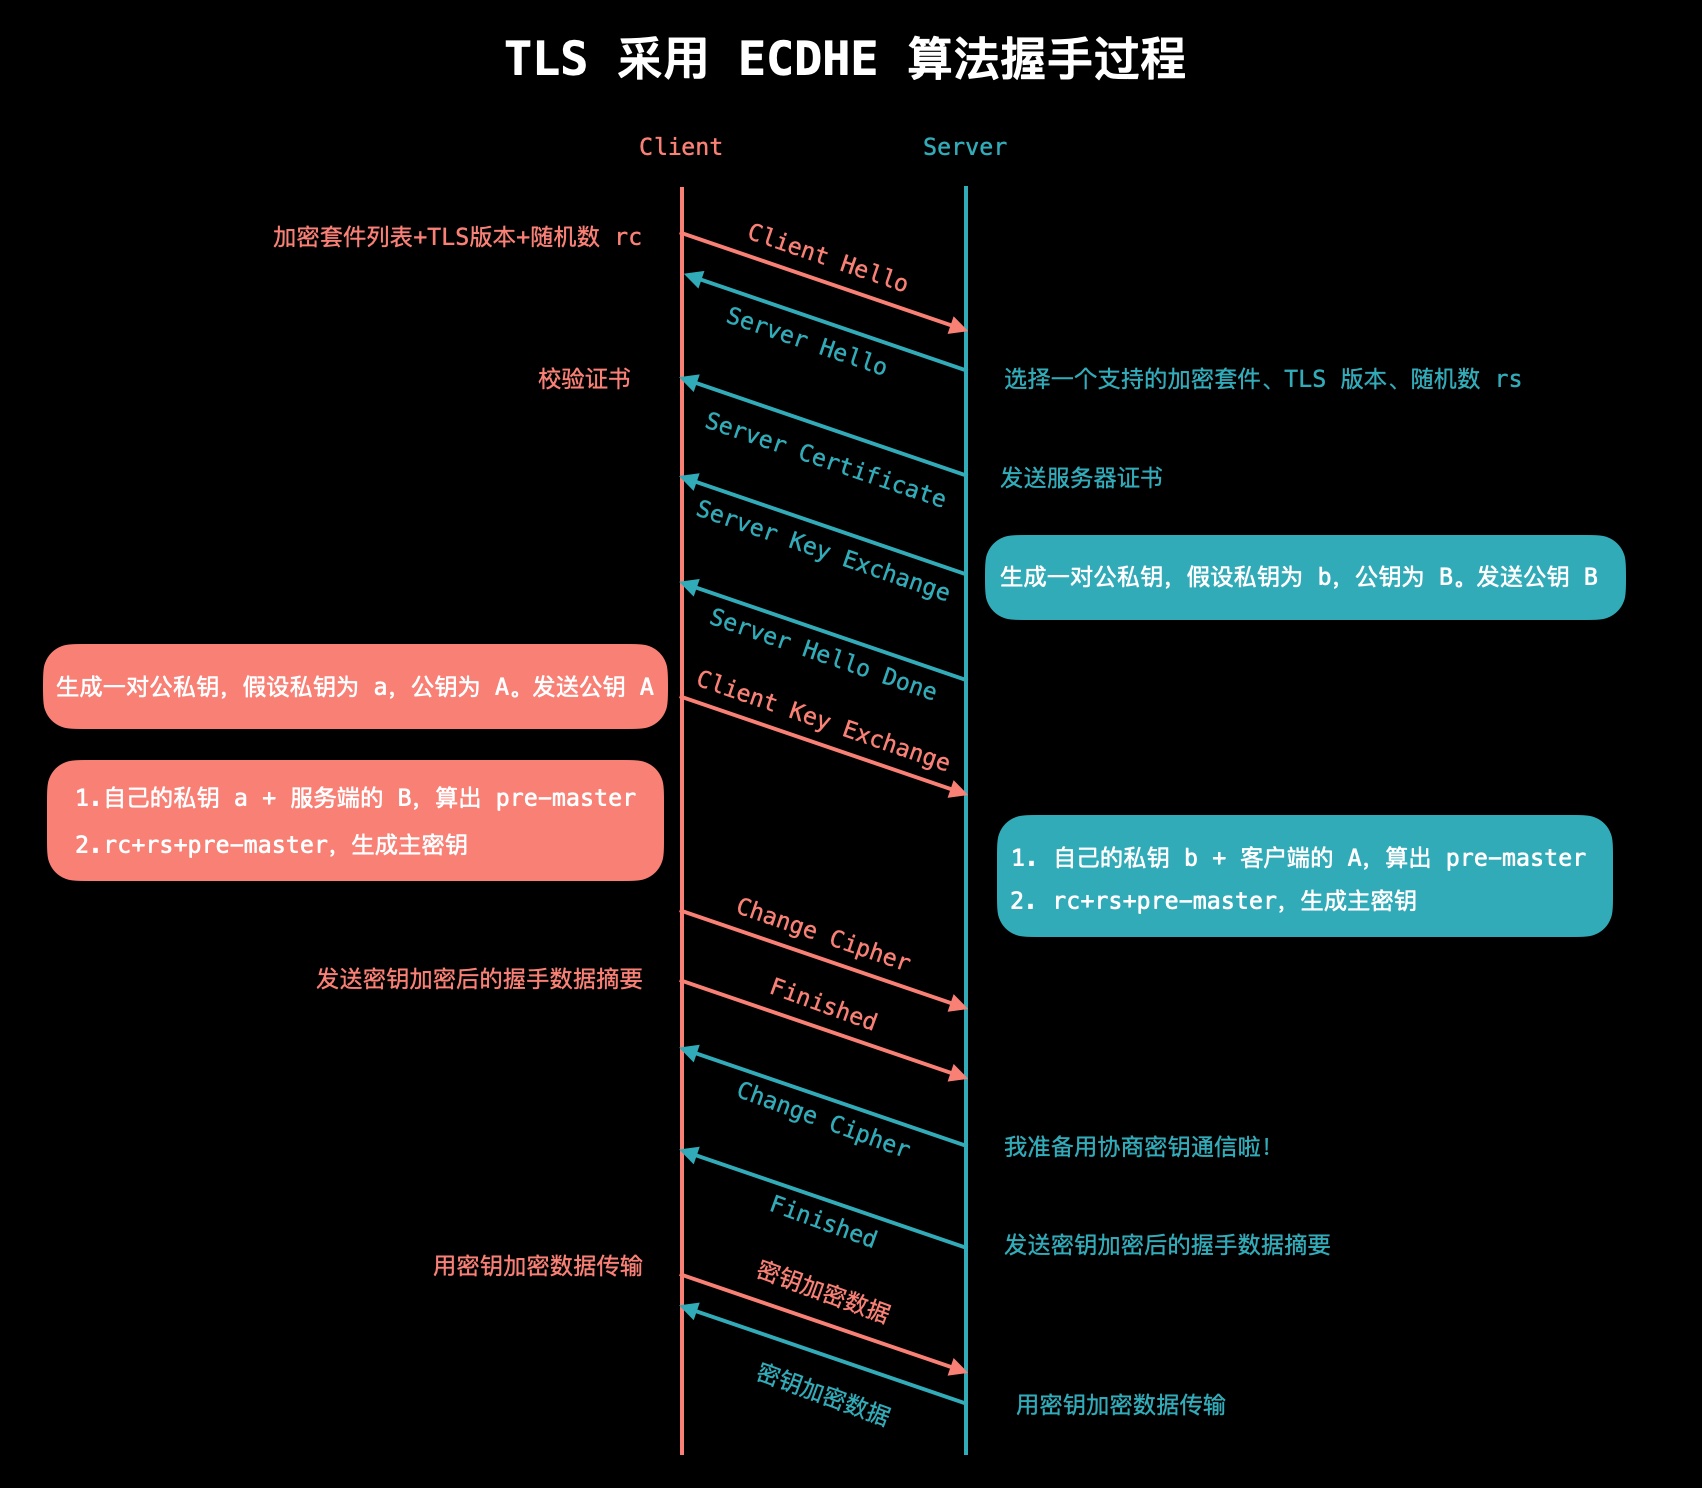 TLS 采用 ECDHE 算法握手过程
Client
Server
加密套件列表+TLS版本+随机数 rc
Client Hello
Server Hello
校验证书
选择一个支持的加密套件、TLS 版本、随机数 rs
Server Certificate
发送服务器证书
Server Key Exchange
生成一对公私钥，假设私钥为 b，公钥为 B。发送公钥 B
Server Hello Done
生成一对公私钥，假设私钥为 a，公钥为 A。发送公钥 A
Client Key Exchange
1.自己的私钥 a + 服务端的 B，算出 pre-master
2.rc+rs+pre-master，生成主密钥
1. 自己的私钥 b + 客户端的 A，算出 pre-master
2. rc+rs+pre-master，生成主密钥
Change Cipher
发送密钥加密后的握手数据摘要
Finished
Change Cipher
我准备用协商密钥通信啦！
Finished
发送密钥加密后的握手数据摘要
用密钥加密数据传输
密钥加密数据
密钥加密数据
用密钥加密数据传输